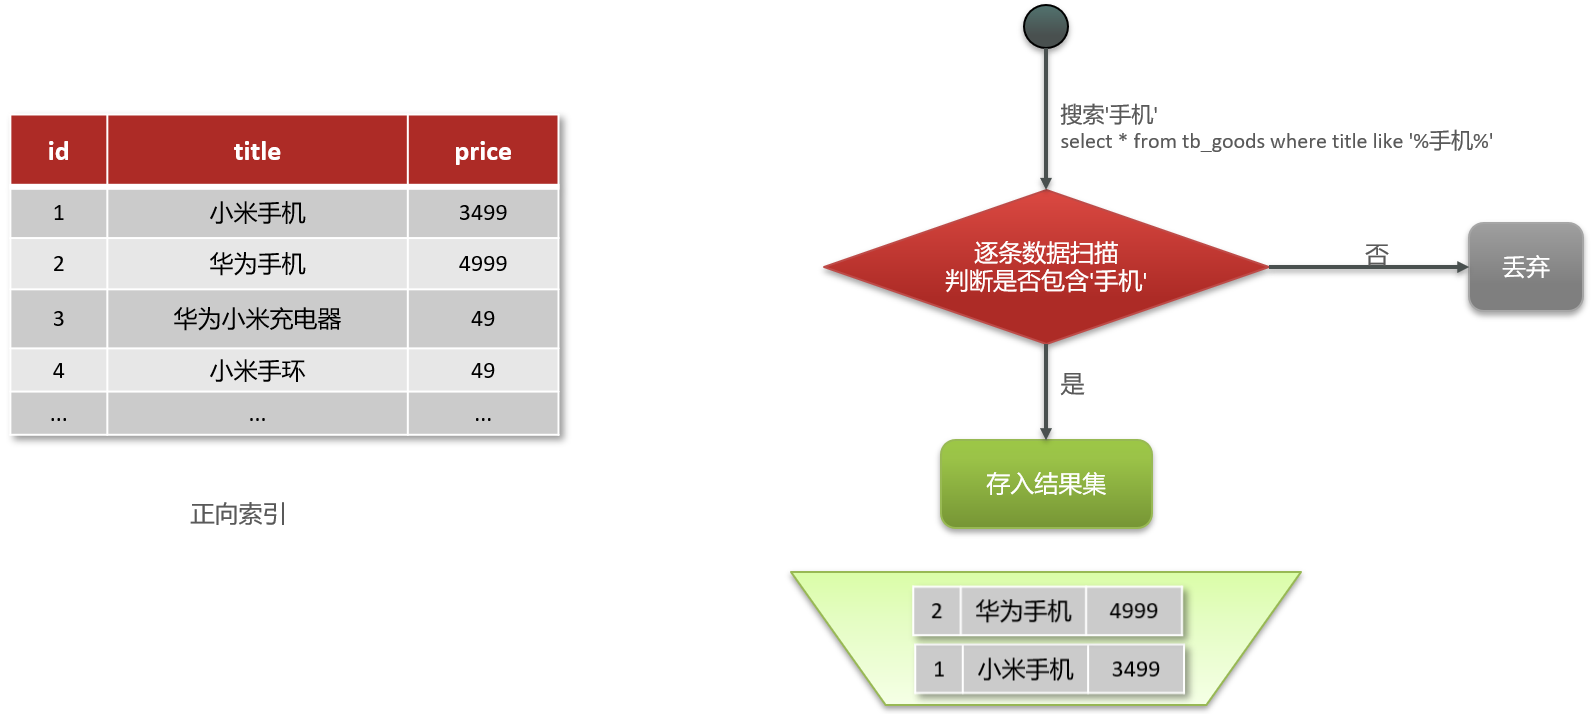 id title price
1 小米手机 3499
2 华为手机 4999
3 华为小米充电器 49
4 小米手环 49
... ... ...
正向索引
搜索'手机'
select * from tb_goods where title like '%手机%'
逐条数据扫描
判断是否包含'手机'
否
丢弃
是
存入结果集
2 华为手机 4999
1 小米手机 3499